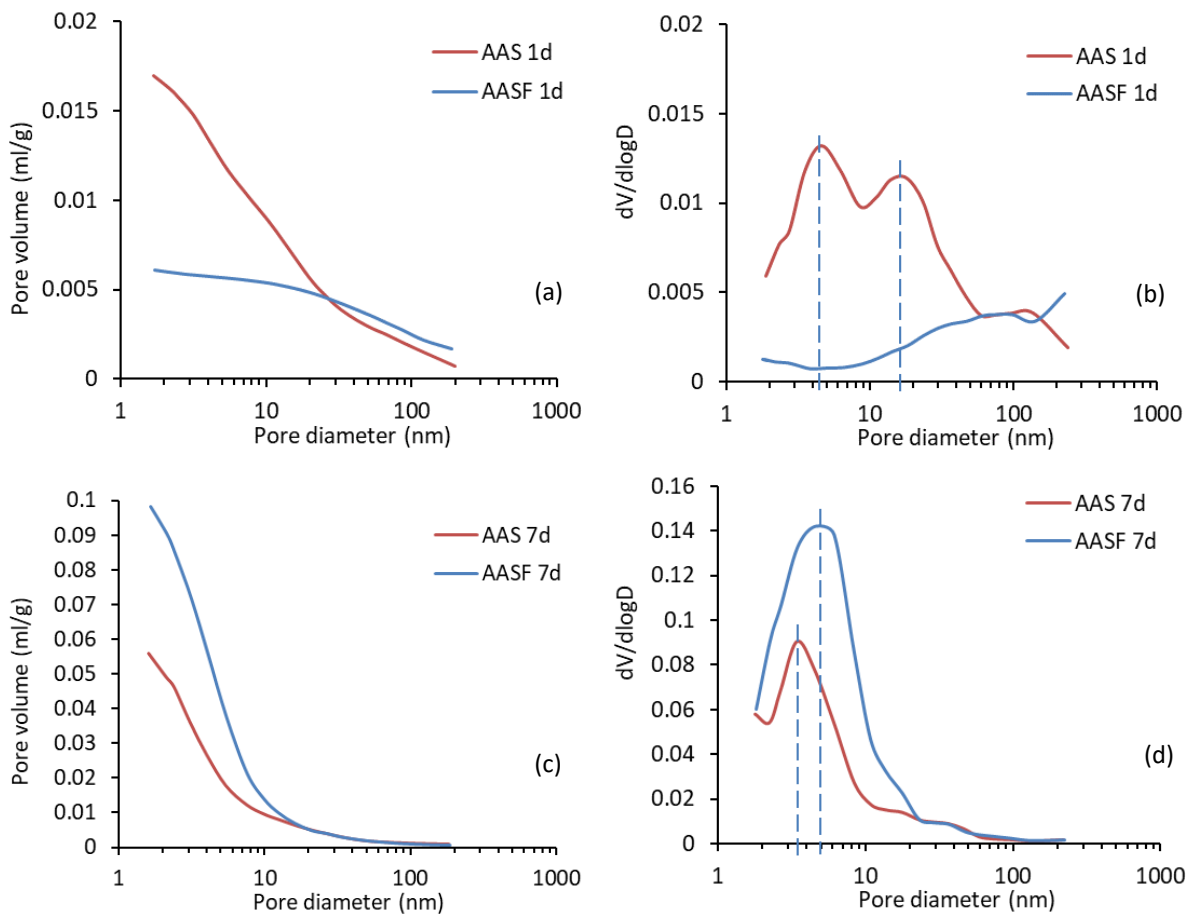 0.02
0.015
0.01
0.005
0
Pore volume (ml/g)
AAS 1d
AASF 1d
(a)
1 10 100 1000
Pore diameter (nm)
0.02
0.015
0.01
0.005
0
dV/dlogD
AAS 1d
AASF 1d
(b)
1 10 100 1000
Pore diameter (nm)
0.1
0.09
0.08
0.07
0.06
0.05
0.04
0.03
0.02
0.01
0
Pore volume (ml/g)
AAS 7d
AASF 7d
(c)
1 10 100 1000
Pore diameter (nm)
0.16
0.14
0.12
0.1
0.08
0.06
0.04
0.02
0
dV/dlogD
AAS 7d
AASF 7d
(d)
1 10 100 1000
Pore diameter (nm)